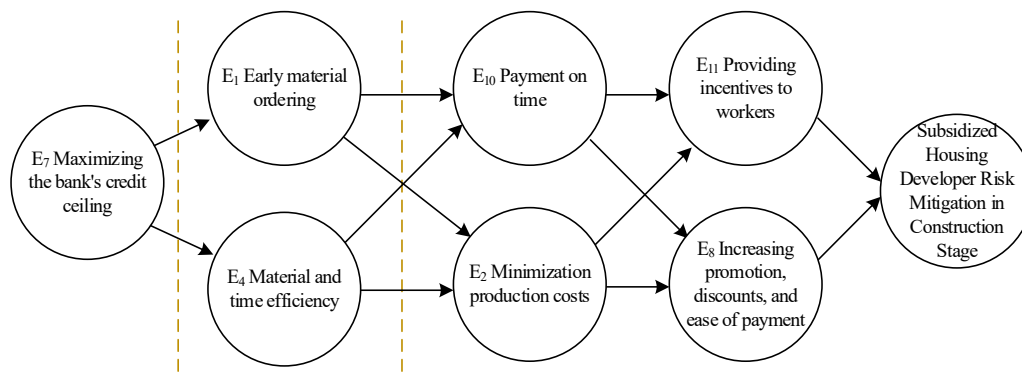 E7 Maximizing
the bank's credit
ceiling
E1 Early material
ordering
E4 Material and
time efficiency
E10 Payment on
time
E2 Minimization
production costs
E11 Providing
incentives to
workers
E8 Increasing
promotion,
discounts, and
ease of payment
Subsidized
Housing
Developer Risk
Mitigation in
Construction
Stage